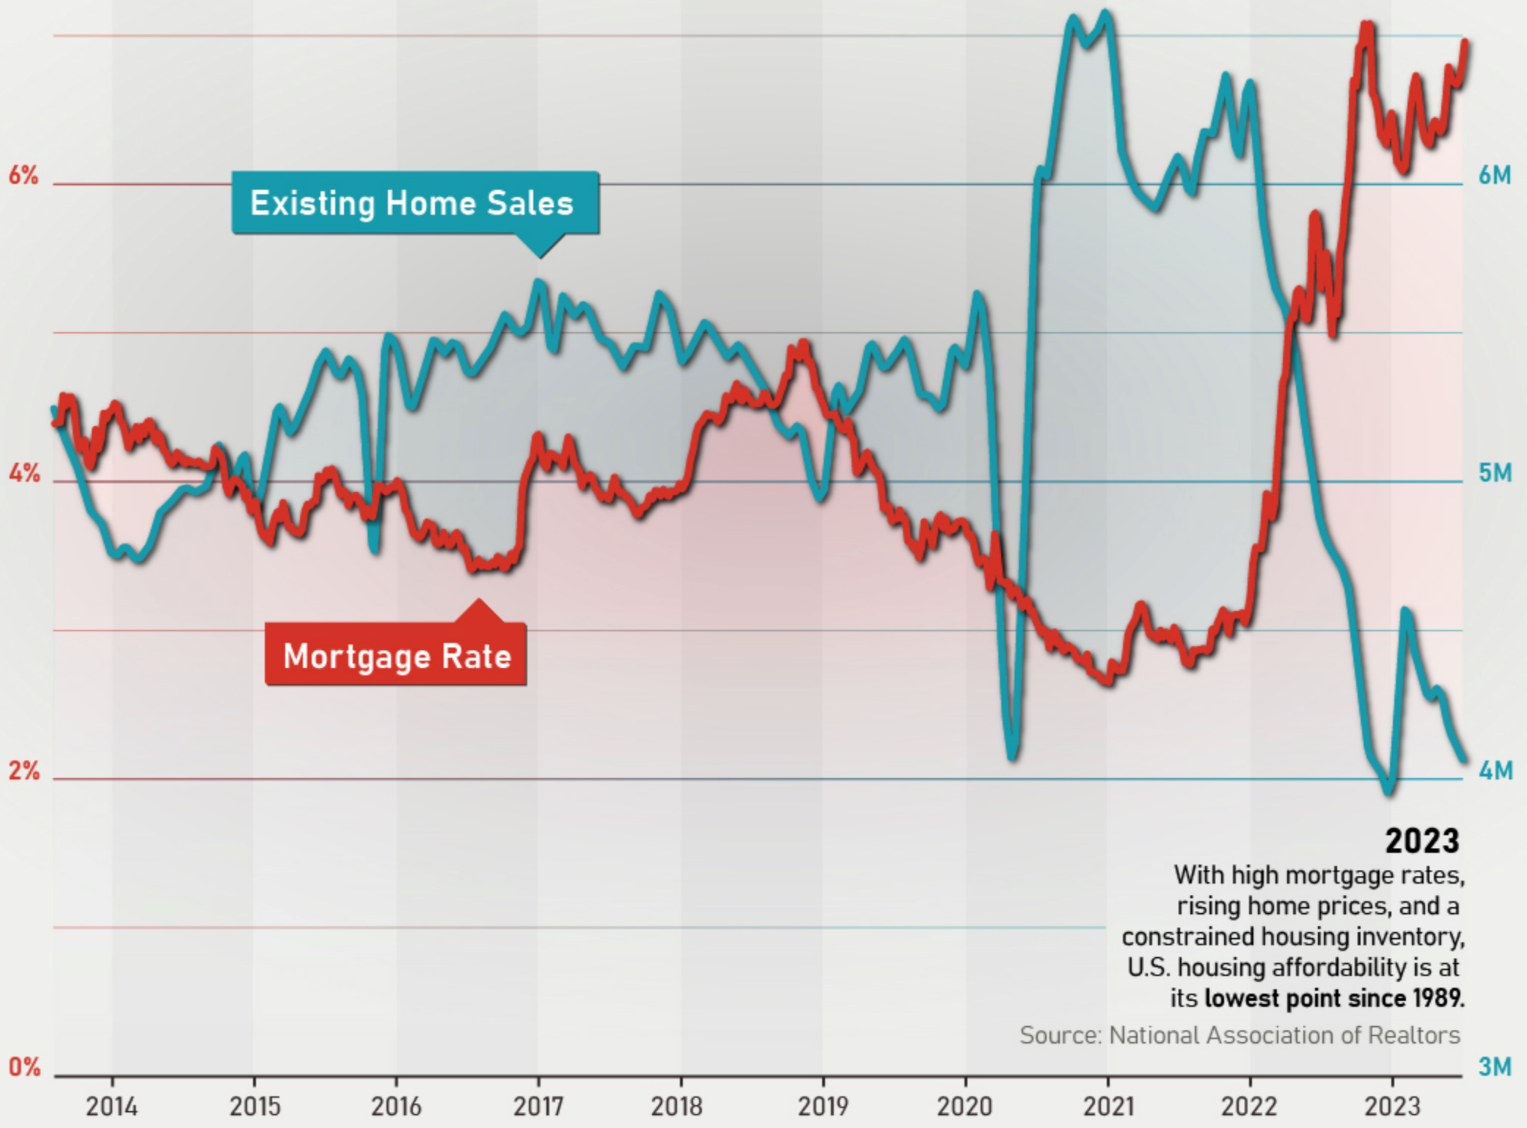 6%
6M
Existing Home Sales
4%
5M
Mortgage Rate
2%
4M
2023
With high mortgage rates,
rising home prices, and a
constrained housing inventory,
U.S. housing affordability is at
its lowest point since 1989.
Source: National Association of Realtors
0%
3M
2014 2015 2016 2017 2018 2019 2020 2021 2022 2023